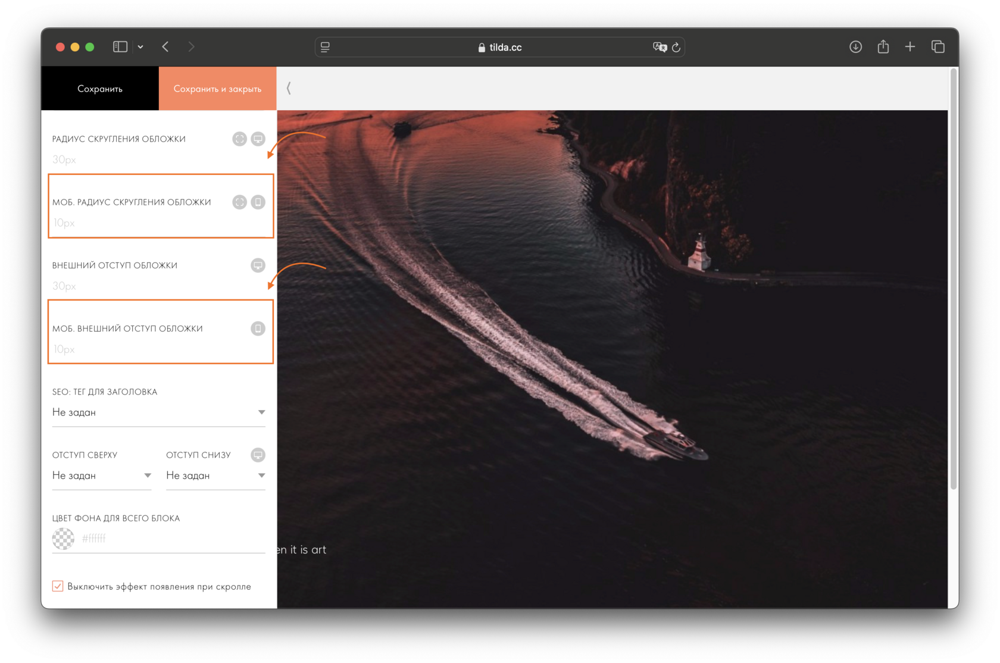 tilda.cc
Сохранить
Сохранить и закрыть
РАДИУС СКРУГЛЕНИЯ ОБЛОЖКИ
30px
МОБ. РАДИУС СКРУГЛЕНИЯ ОБЛОЖКИ
10px
ВНЕШНИЙ ОТСТУП ОБЛОЖКИ
30px
МОБ. ВНЕШНИЙ ОТСТУП ОБЛОЖКИ
10px
SEO: ТЕГ ДЛЯ ЗАГОЛОВКА
Не задан
ОТСТУП СВЕРХУ ОТСТУП СНИЗУ
Не задан Не задан
ЦВЕТ ФОНА ДЛЯ ВСЕГО БЛОКА
#ffffff
en it is art
Выключить эффект появления при скролле